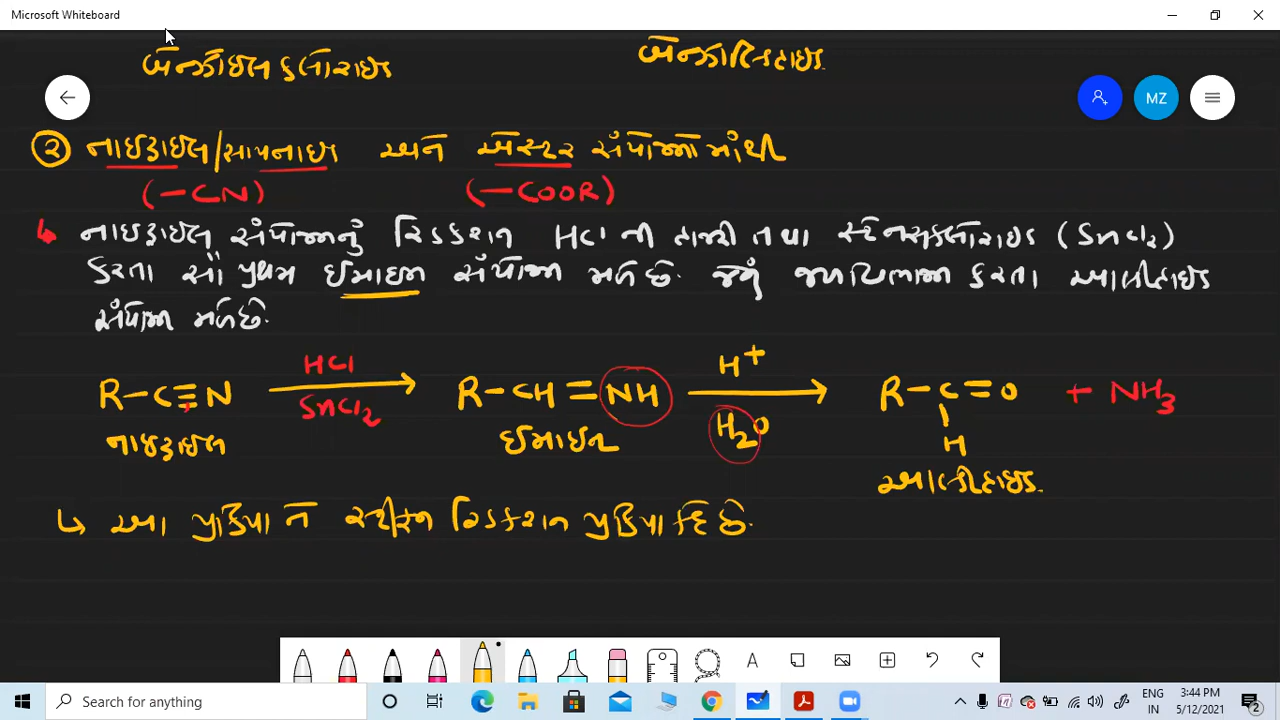 Microsoft Whiteboard
બેન્ઝોઇલ ક્લોરાઇડ
બેન્ઝાલ્ડિહાઇડ
MZ
② નાઇટ્રાઇલ/સાયનાઇડ અને એસ્ટર સંયોજનોમાંથી
(—CN) (—COOR)
↳ નાઇટ્રાઇલ સંયોજનનું રિડક્શન HCl ની હાજરી તથા સ્ટેનસક્લોરાઇડ (SnCl2)
કરતા સૌ પ્રથમ ઈમાઇન સંયોજન મળે છે. જેનું જળવિભાજન કરતા આલ્ડીહાઇડ
સંયોજન મળે છે.
HCl H+
R—C≡N → R—CH=NH → R—C=O + NH3
SnCl2 H2O H
નાઇટ્રાઇલ ઈમાઇન આલ્ડીહાઇડ.
↳ આ પ્રક્રિયાને સ્ટીફન રિડક્શન પ્રક્રિયા કહે છે.
Search for anything
ENG 3:44 PM
IN 5/12/2021 2